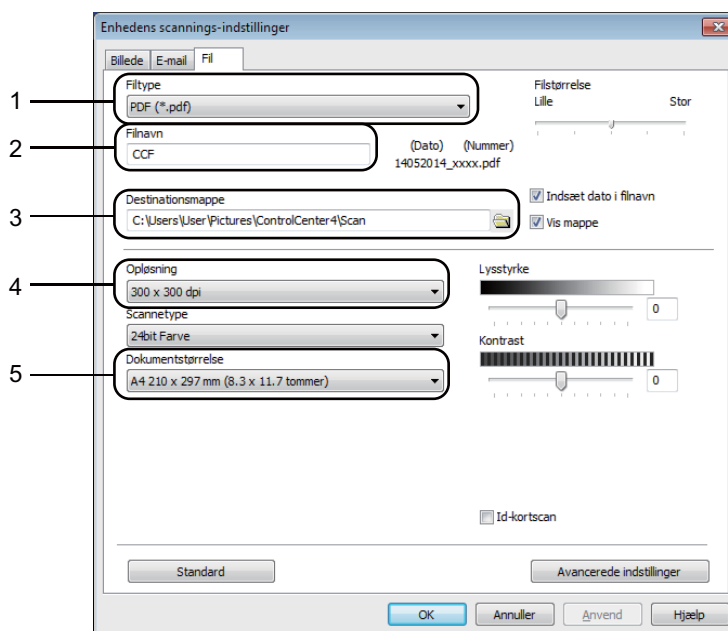 Enhedens scannings-indstillinger
Billede E-mail Fil
1
Filtype
PDF (*.pdf)
Filstørrelse
Lille Stor
2
Filnavn
CCF
(Dato) (Nummer)
14052014_xxxx.pdf
3
Destinationsmappe
C:\Users\User\Pictures\ControlCenter4\Scan
Indsæt dato i filnavn
Vis mappe
4
Opløsning
300 x 300 dpi
Scannetype
24bit Farve
5
Dokumentstørrelse
A4 210 x 297 mm (8.3 x 11.7 tommer)
Lysstyrke
0
Kontrast
0
Id-kortscan
Standard Avancerede indstillinger
OK Annuller Anvend Hjælp